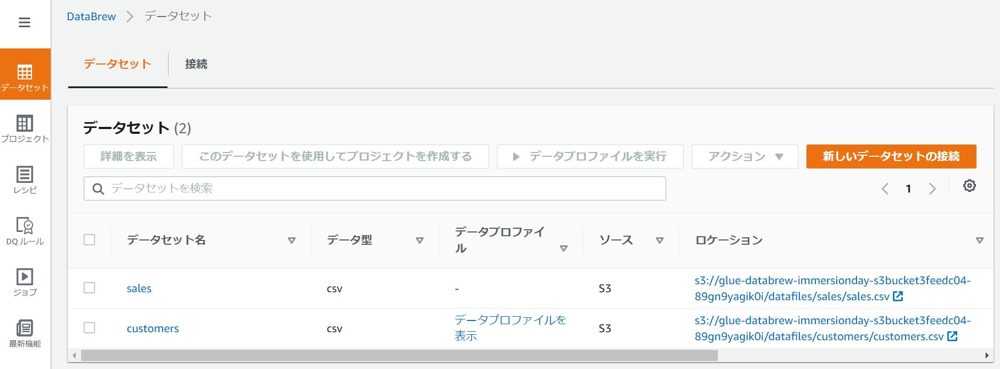 DataBrew > データセット
データセット
接続
データセット
プロジェクト
レシピ
DQ ルール
ジョブ
最新機能
データセット (2)
詳細を表示
このデータセットを使用してプロジェクトを作成する
データプロファイルを実行
アクション
新しいデータセットの接続
データセットを検索
1
データセット名
データ型
データプロファイ
ル
ソース
ロケーション
sales
csv
-
S3
s3://glue-databrew-immersionday-s3bucket3feedc04-
89gn9yagik0i/datafiles/sales/sales.csv
customers
csv
データプロファイルを
表示
S3
s3://glue-databrew-immersionday-s3bucket3feedc04-
89gn9yagik0i/datafiles/customers/customers.csv